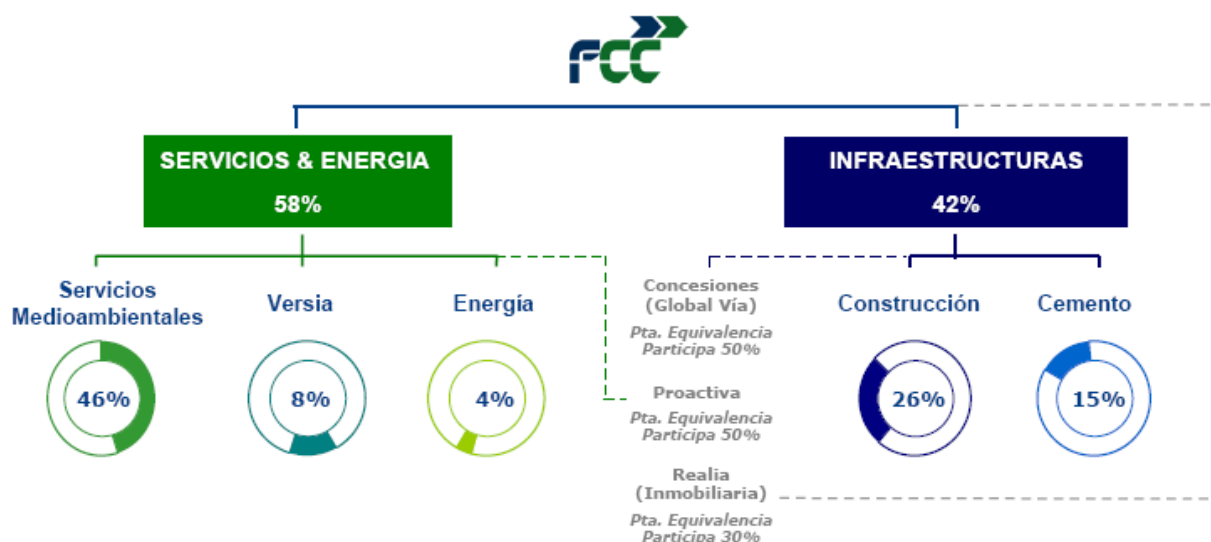 FCC
SERVICIOS & ENERGIA
58%
INFRAESTRUCTURAS
42%
Servicios
Medioambientales
46%
Versia
8%
Energía
4%
Concesiones
(Global Vía)
Pta. Equivalencia
Participa 50%
Proactiva
Pta. Equivalencia
Participa 50%
Realia
(Inmobiliaria)
Pta. Equivalencia
Participa 30%
Construcción
26%
Cemento
15%